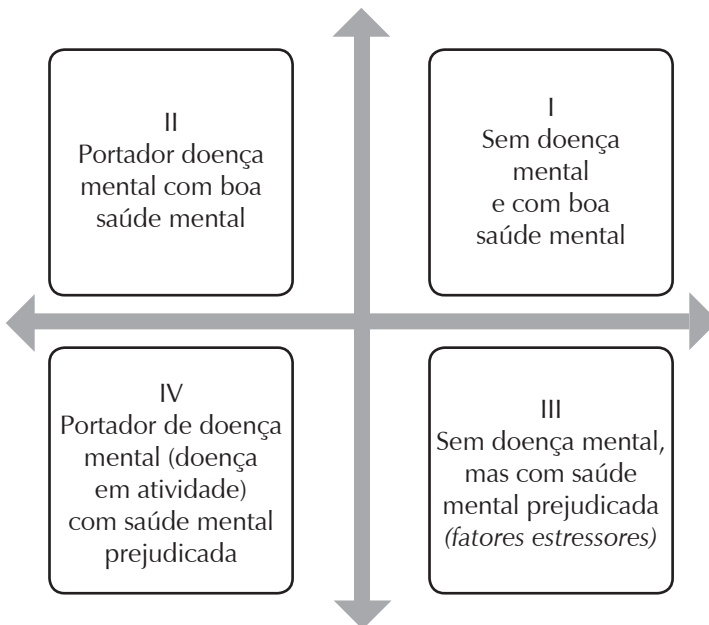 II
Portador doença
mental com boa
saúde mental
I
Sem doença
mental
e com boa
saúde mental
IV
Portador de doença
mental (doença
em atividade)
com saúde mental
prejudicada
III
Sem doença mental,
mas com saúde
mental prejudicada
(fatores estressores)